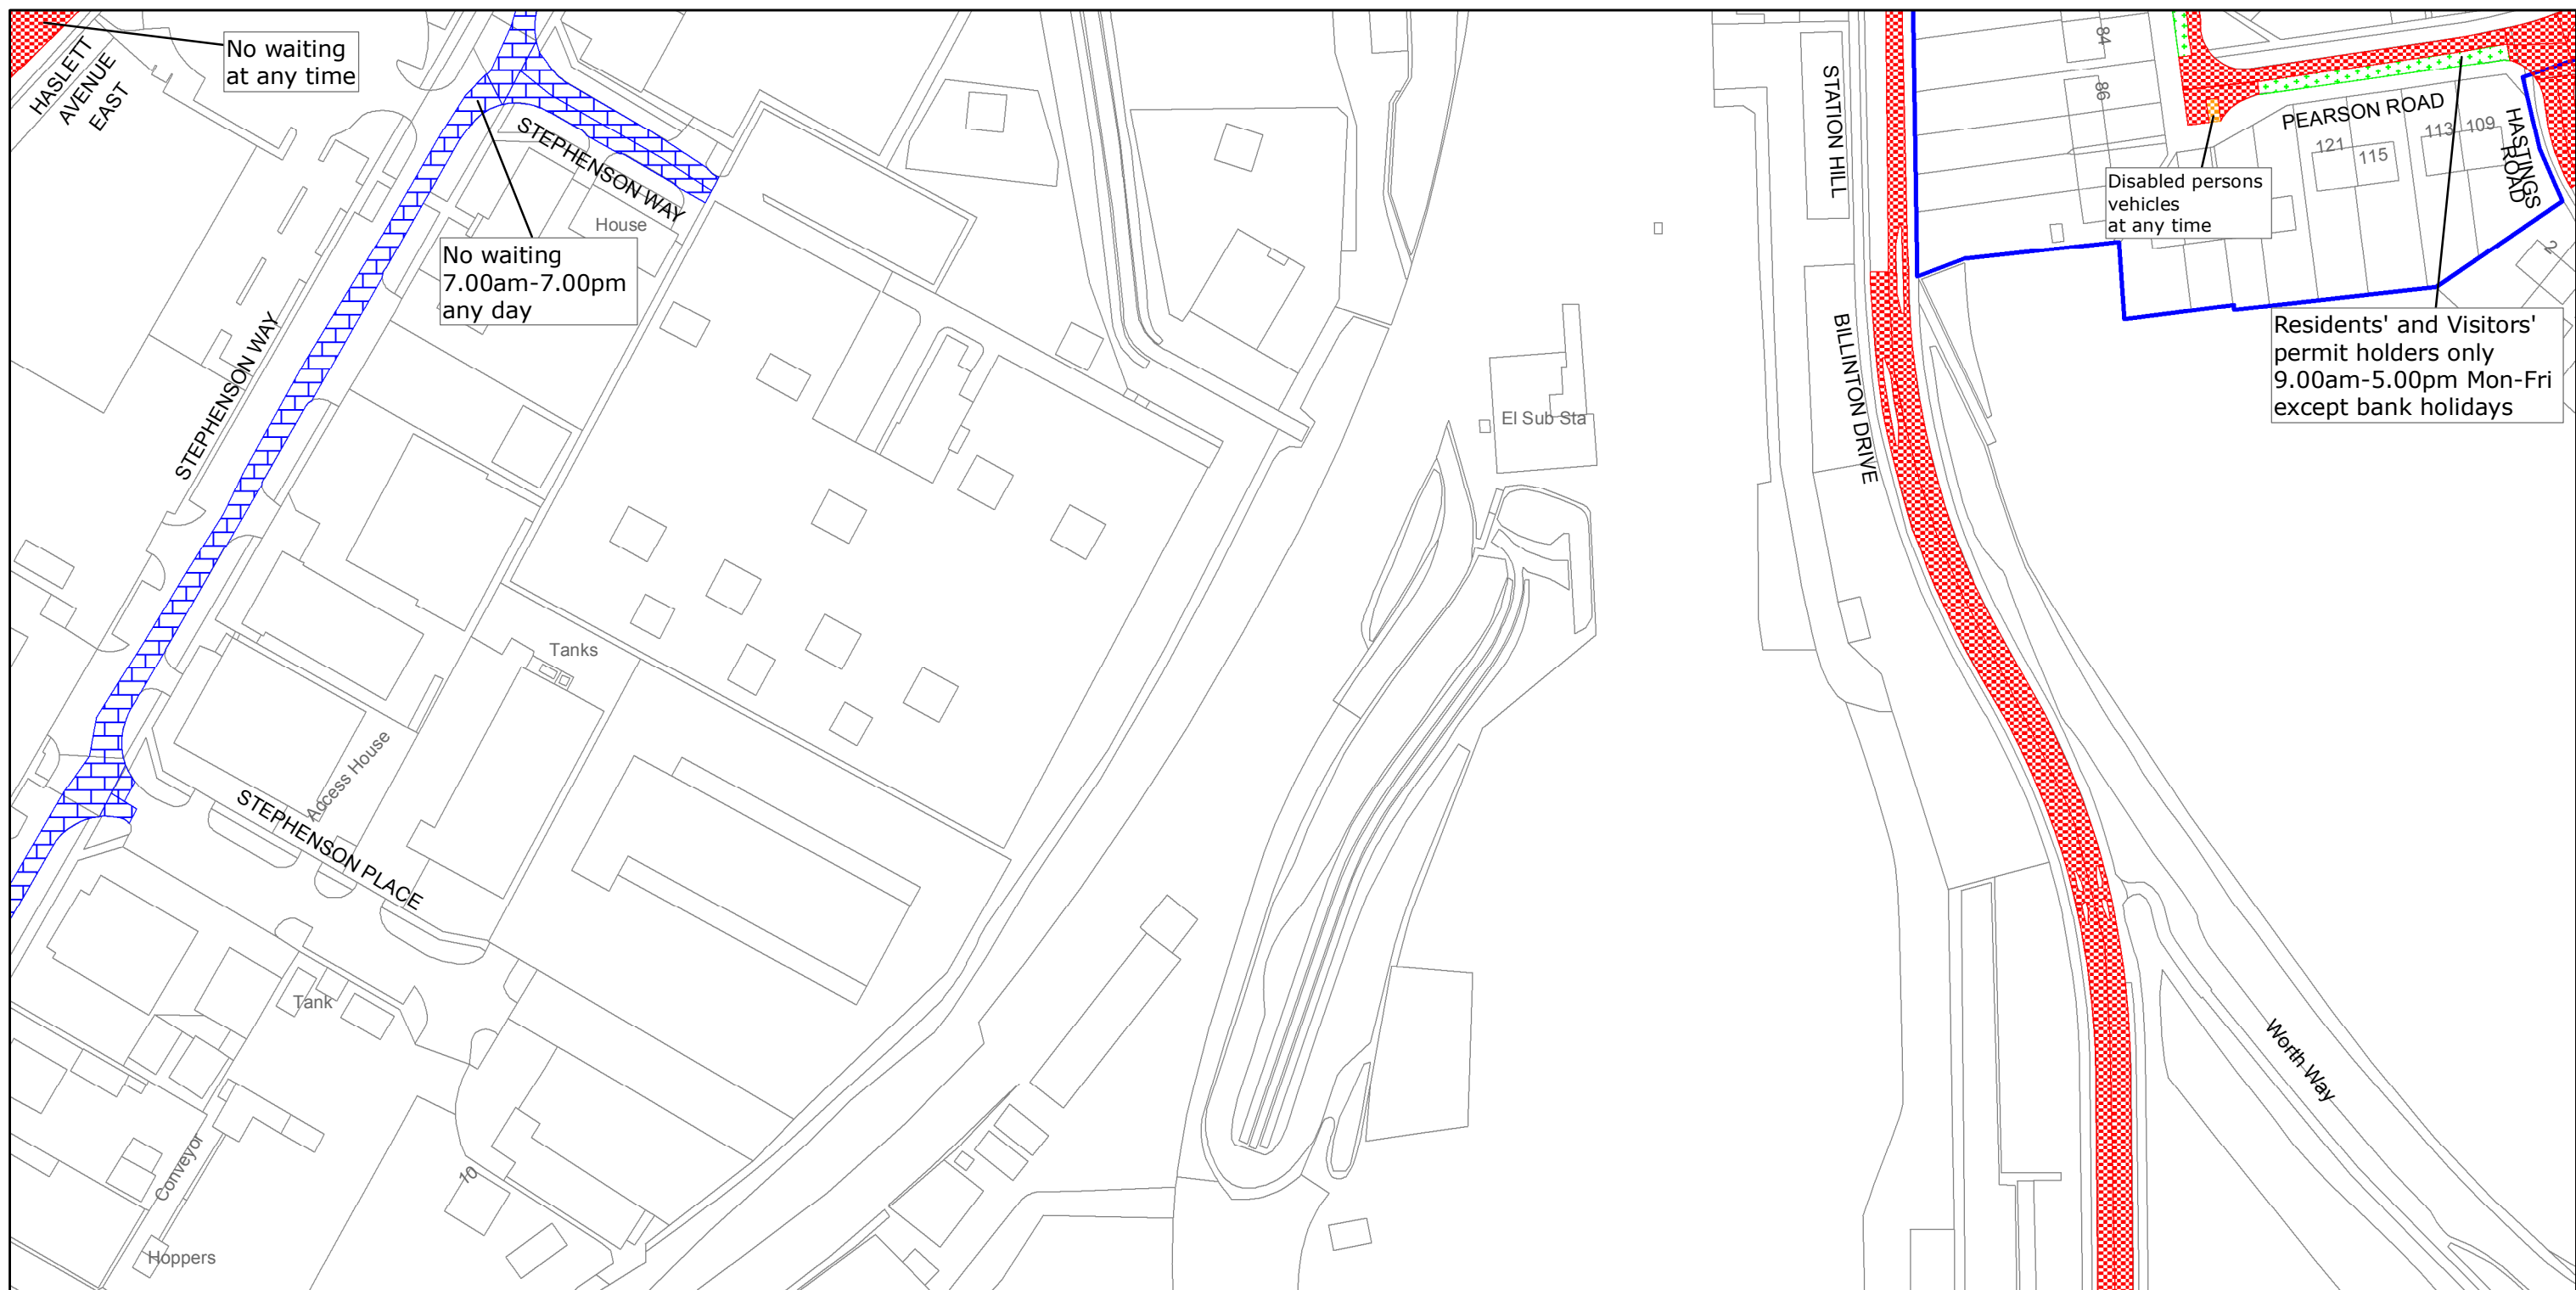 No waiting
at any time
HASLETT
AVENUE
EAST
STEPHENSON WAY
House
No waiting
7.00am-7.00pm
any day
STEPHENSON WAY
STATION HILL
84
86
PEARSON ROAD
HASTINGS
ROAD
121
115
113
109
2
Disabled persons
vehicles
at any time
Residents' and Visitors'
permit holders only
9.00am-5.00pm Mon-Fri
except bank holidays
BILLINTON DRIVE
El Sub Sta
Tanks
Access House
STEPHENSON PLACE
Tank
Conveyor
10
Hoppers
Worth Way